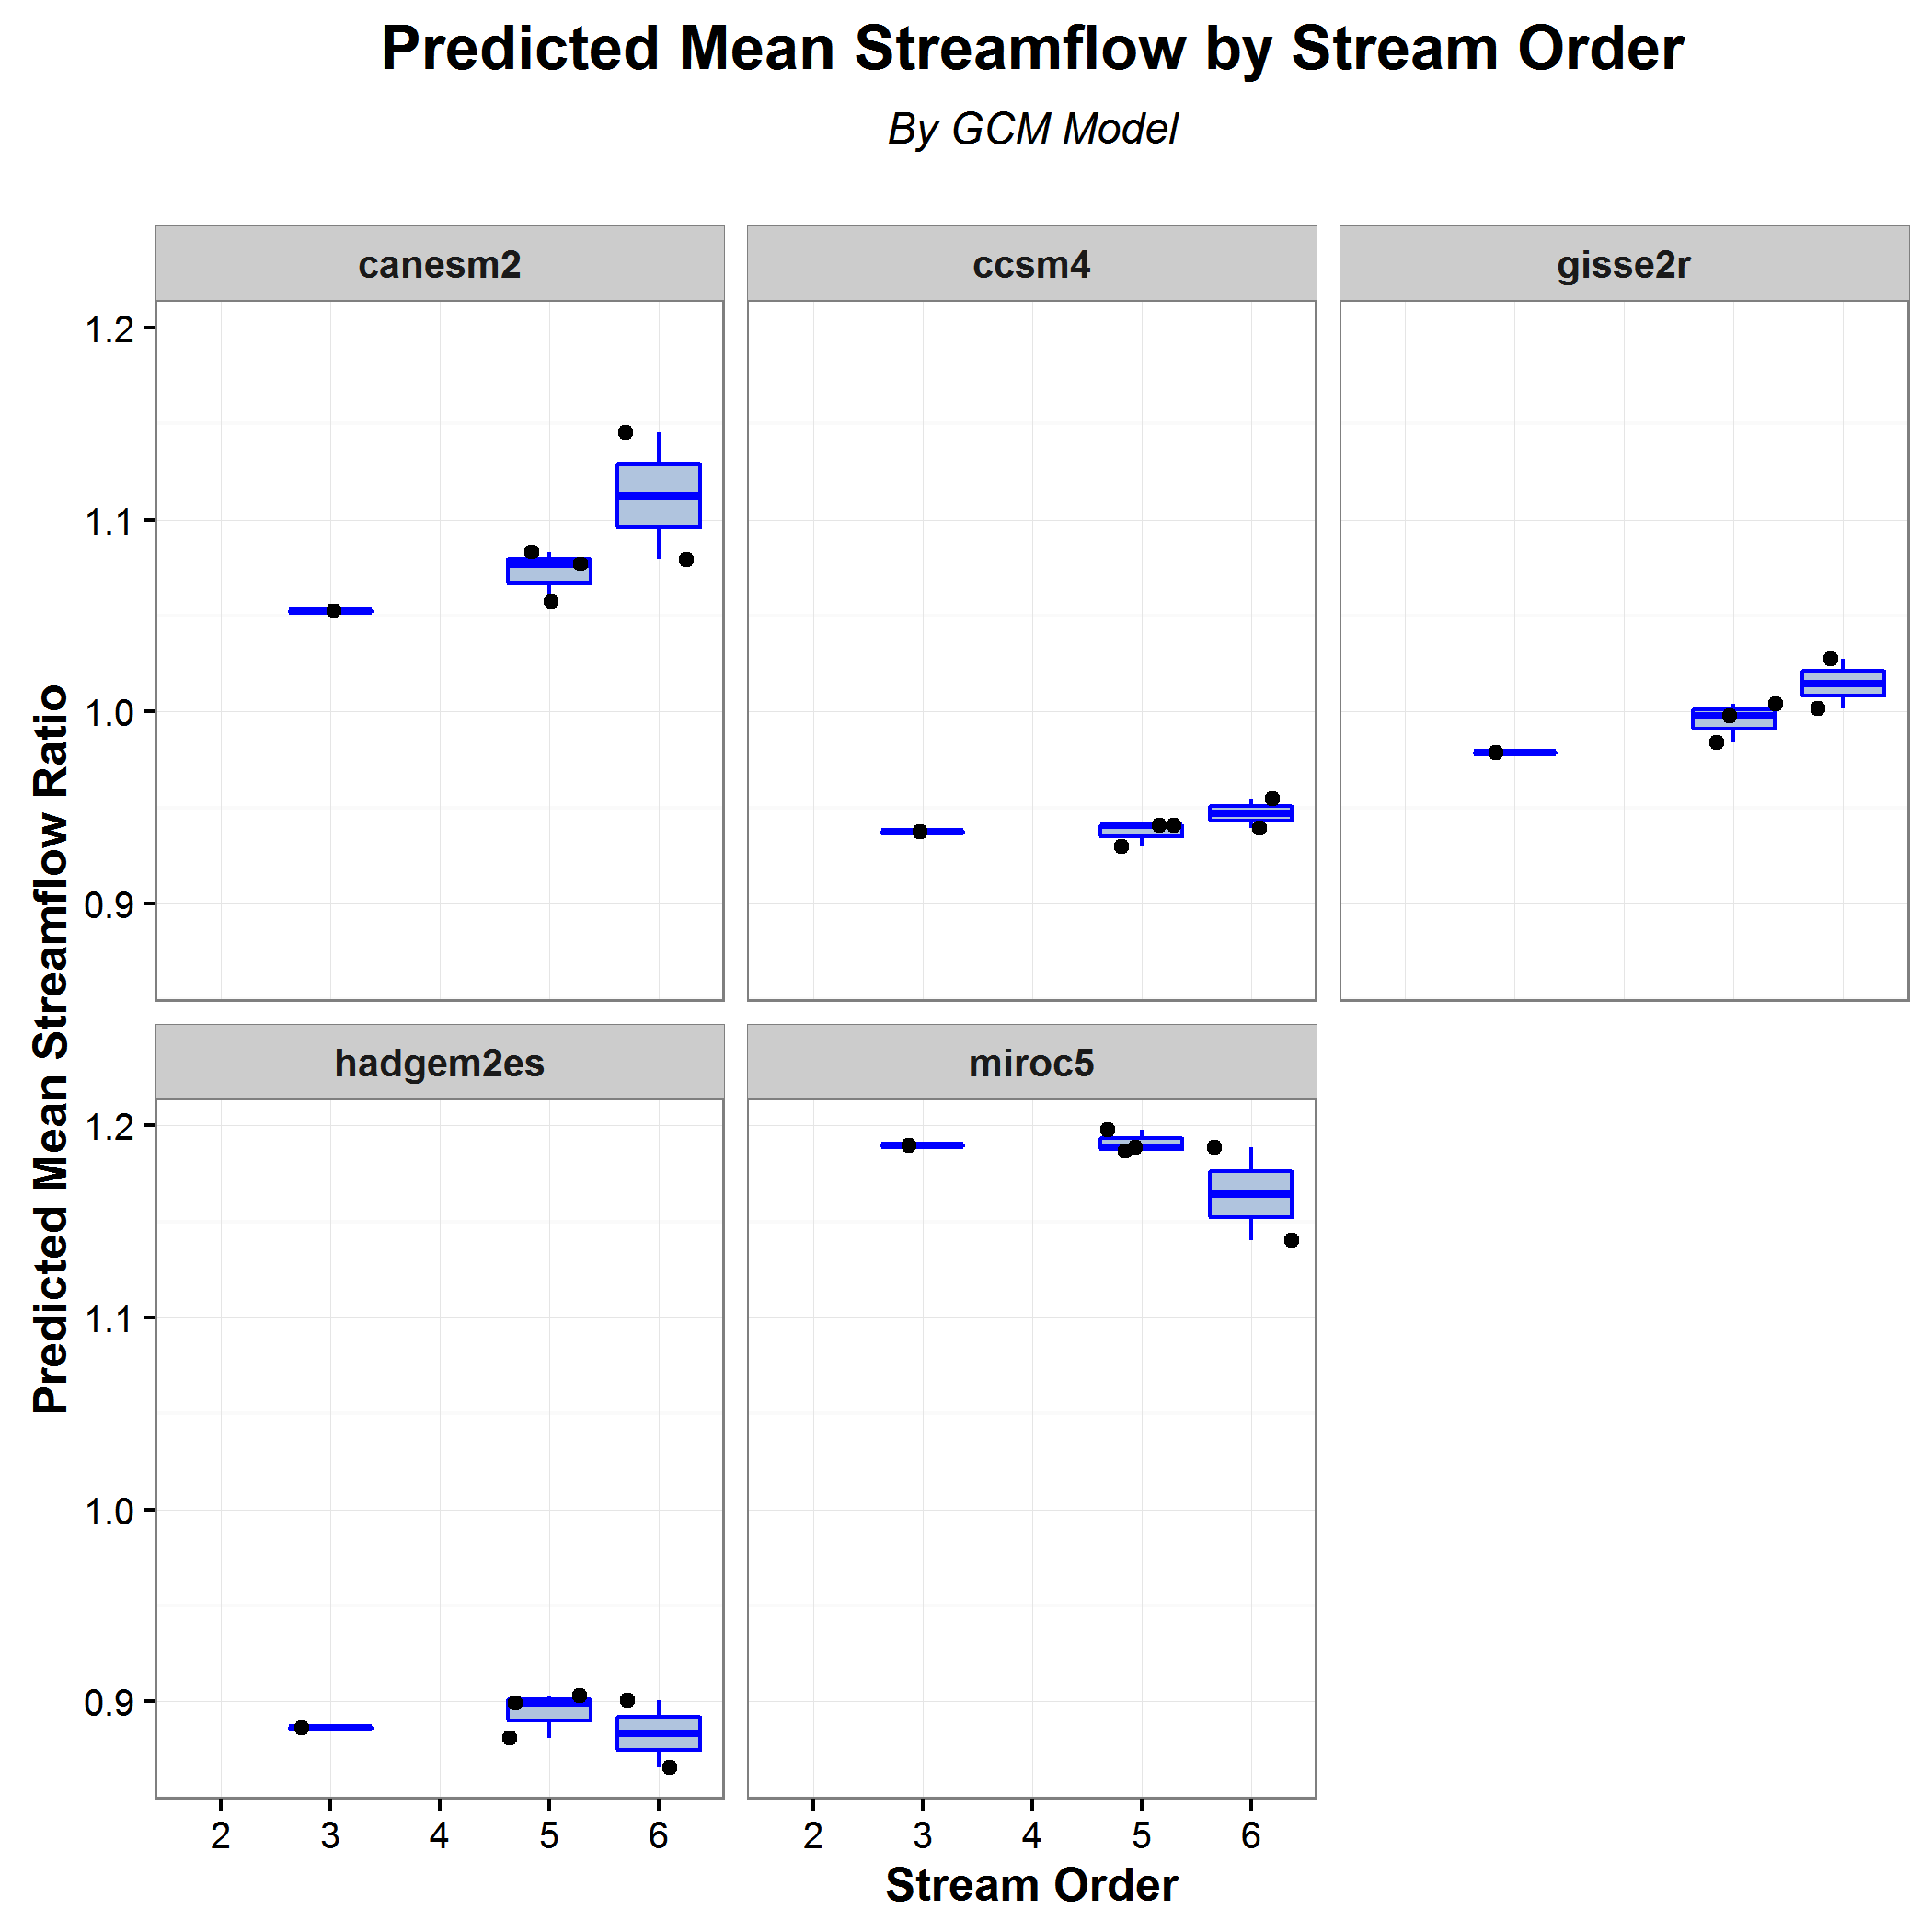 Predicted Mean Streamflow by Stream Order
By GCM Model
canesm2
ccsm4
gisse2r
1.2
1.1
1.0
0.9
Predicted Mean Streamflow Ratio
hadgem2es
miroc5
1.2
1.1
1.0
0.9
2 3 4 5 6
2 3 4 5 6
Stream Order